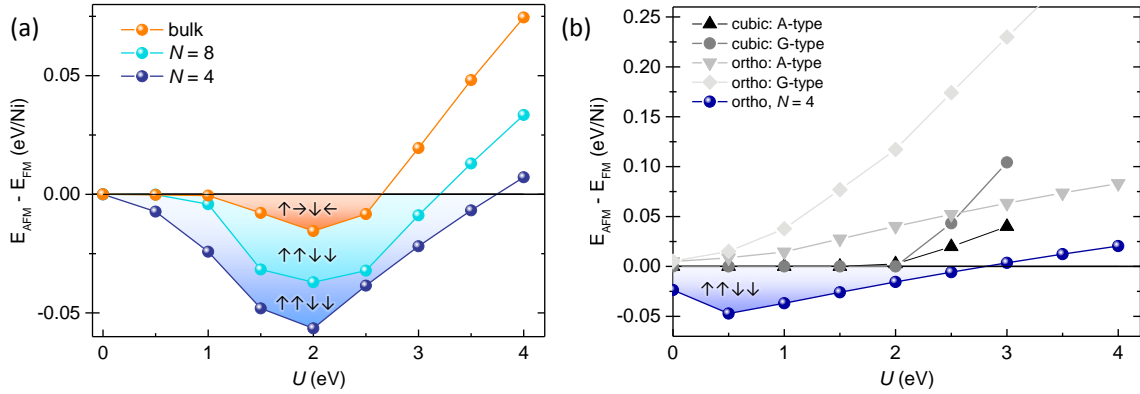 (a)
bulk
N = 8
N = 4
0.05
0.00
-0.05
E_AFM - E_FM (eV/Ni)
↑→↓←
↑↑↓↓
↑↑↓↓
0 1 2 3 4
U (eV)
(b)
cubic: A-type
cubic: G-type
ortho: A-type
ortho: G-type
ortho, N = 4
0.25
0.20
0.15
0.10
0.05
0.00
-0.05
E_AFM - E_FM (eV/Ni)
↑↑↓↓
0 1 2 3 4
U (eV)